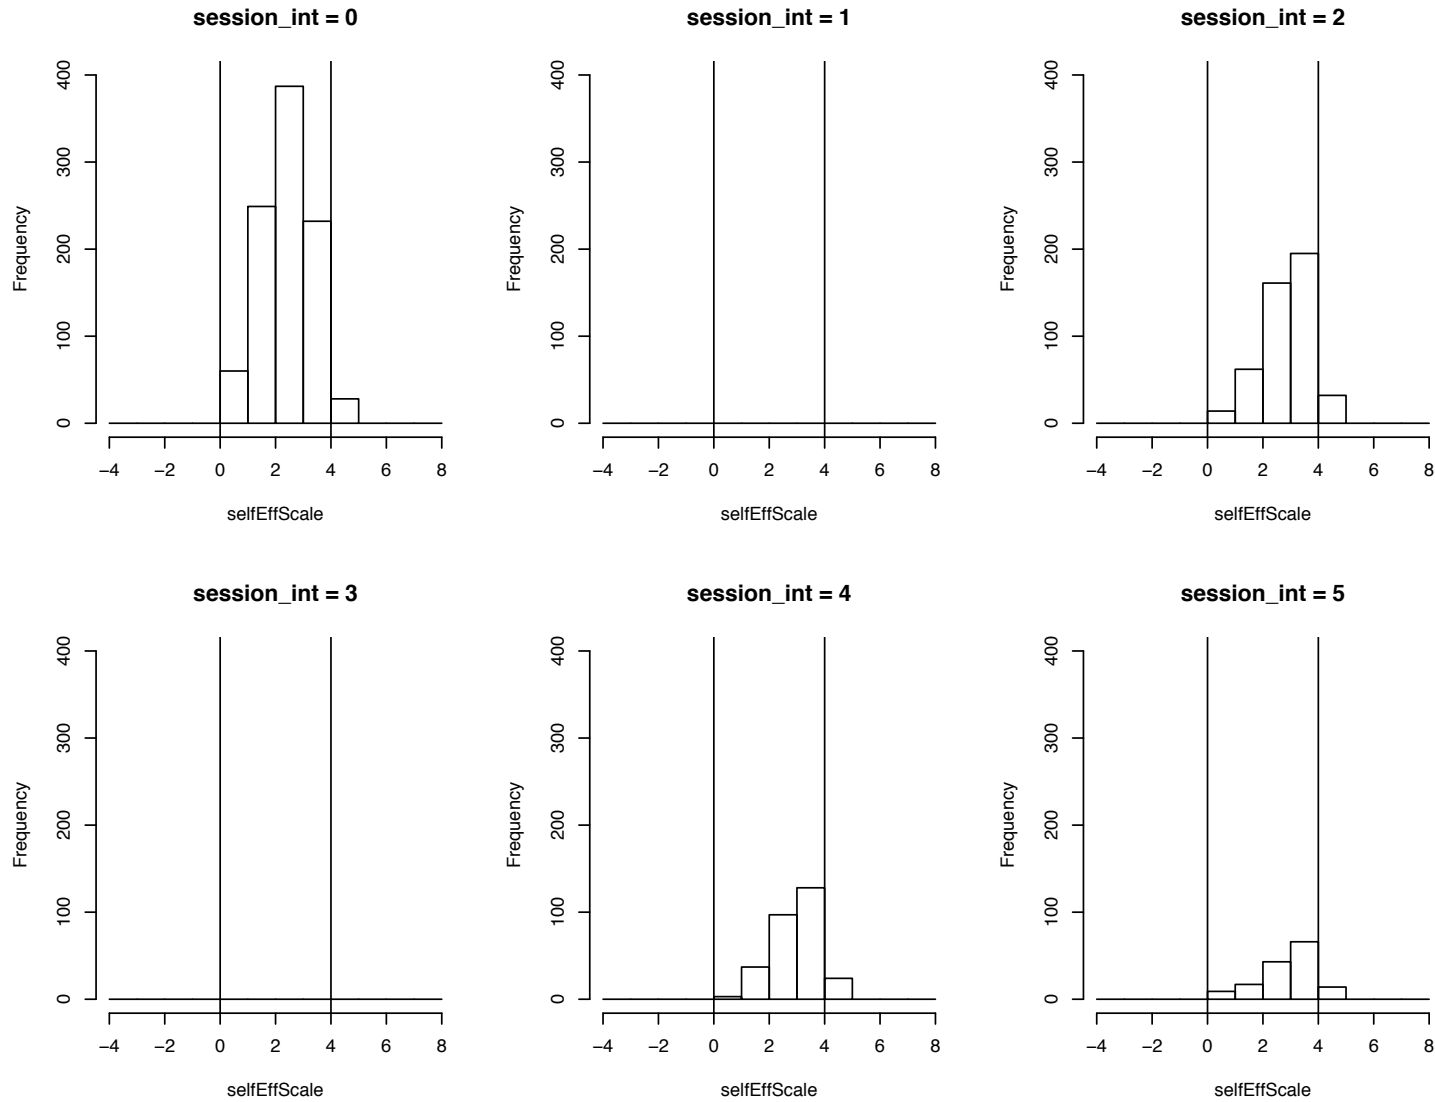 session_int = 0
400
300
200
100
0
Frequency
−4 −2 0 2 4 6 8
selfEffScale
session_int = 1
400
300
200
100
0
Frequency
−4 −2 0 2 4 6 8
selfEffScale
session_int = 2
400
300
200
100
0
Frequency
−4 −2 0 2 4 6 8
selfEffScale
session_int = 3
400
300
200
100
0
Frequency
−4 −2 0 2 4 6 8
selfEffScale
session_int = 4
400
300
200
100
0
Frequency
−4 −2 0 2 4 6 8
selfEffScale
session_int = 5
400
300
200
100
0
Frequency
−4 −2 0 2 4 6 8
selfEffScale